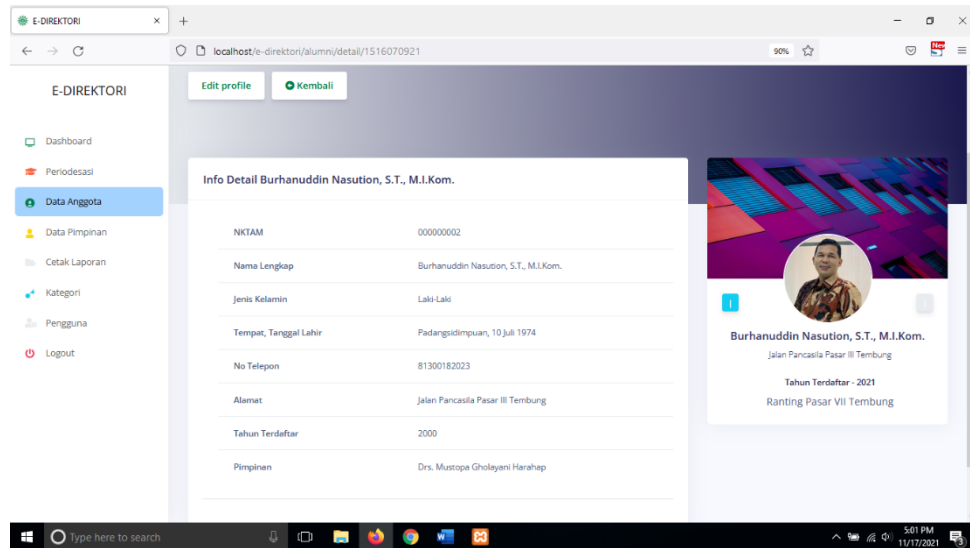 E-DIREKTORI
localhost/e-direktori/alumni/detail/1516070921
90%
New
E-DIREKTORI
Edit profile
Kembali
Dashboard
Periodesasi
Data Anggota
Data Pimpinan
Cetak Laporan
Kategori
Pengguna
Logout
Info Detail Burhanuddin Nasution, S.T., M.I.Kom.
NKTAM 000000002
Nama Lengkap Burhanuddin Nasution, S.T., M.I.Kom.
Jenis Kelamin Laki-Laki
Tempat, Tanggal Lahir Padangsidimpuan, 10 Juli 1974
No Telepon 81300182023
Alamat Jalan Pancasila Pasar III Tembung
Tahun Terdaftar 2000
Pimpinan Drs. Mustopa Gholayani Harahap
Burhanuddin Nasution, S.T., M.I.Kom.
Jalan Pancasila Pasar III Tembung
Tahun Terdaftar - 2021
Ranting Pasar VII Tembung
Type here to search
5:01 PM
11/17/2021